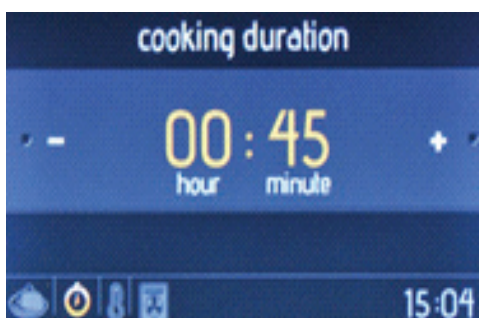 cooking duration
- 00 : 45 +
hour minute
15:04